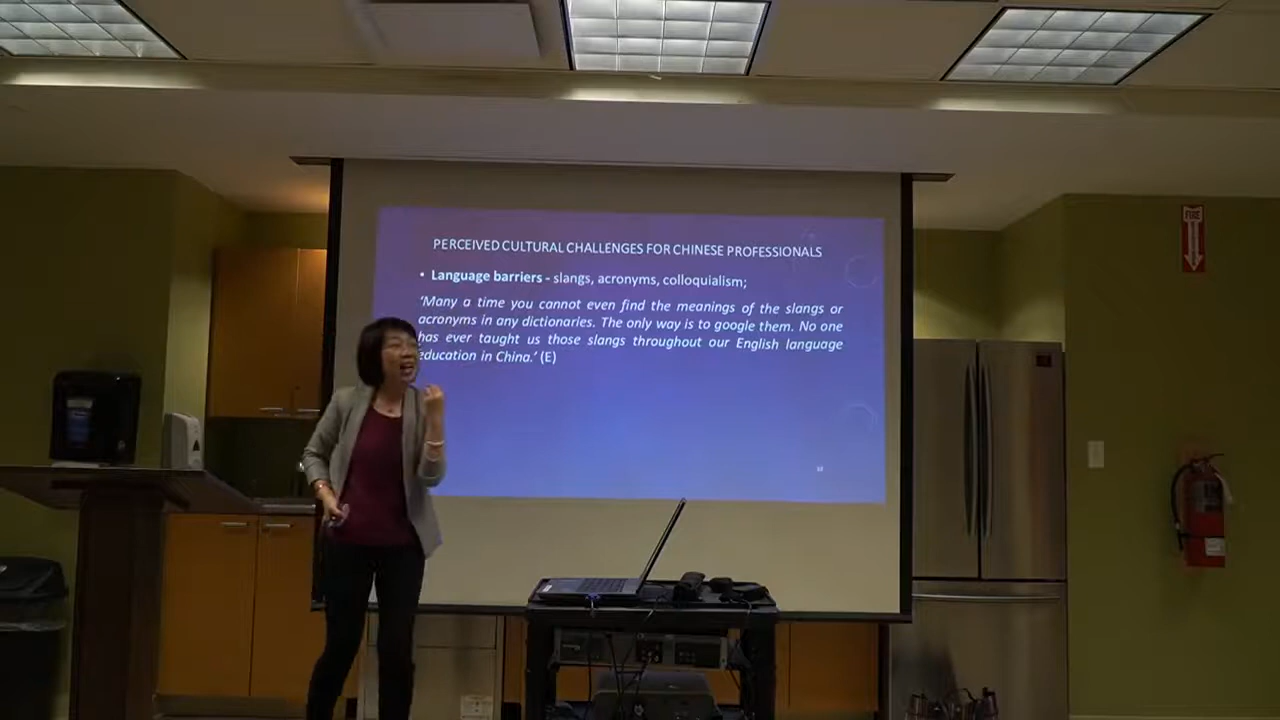 PERCEIVED CULTURAL CHALLENGES FOR CHINESE PROFESSIONALS
• Language barriers - slangs, acronyms, colloquialism;
‘Many a time you cannot even find the meanings of the slangs or
acronyms in any dictionaries. The only way is to google them. No one
has ever taught us those slangs throughout our English language
education in China.’ (E)
FIRE